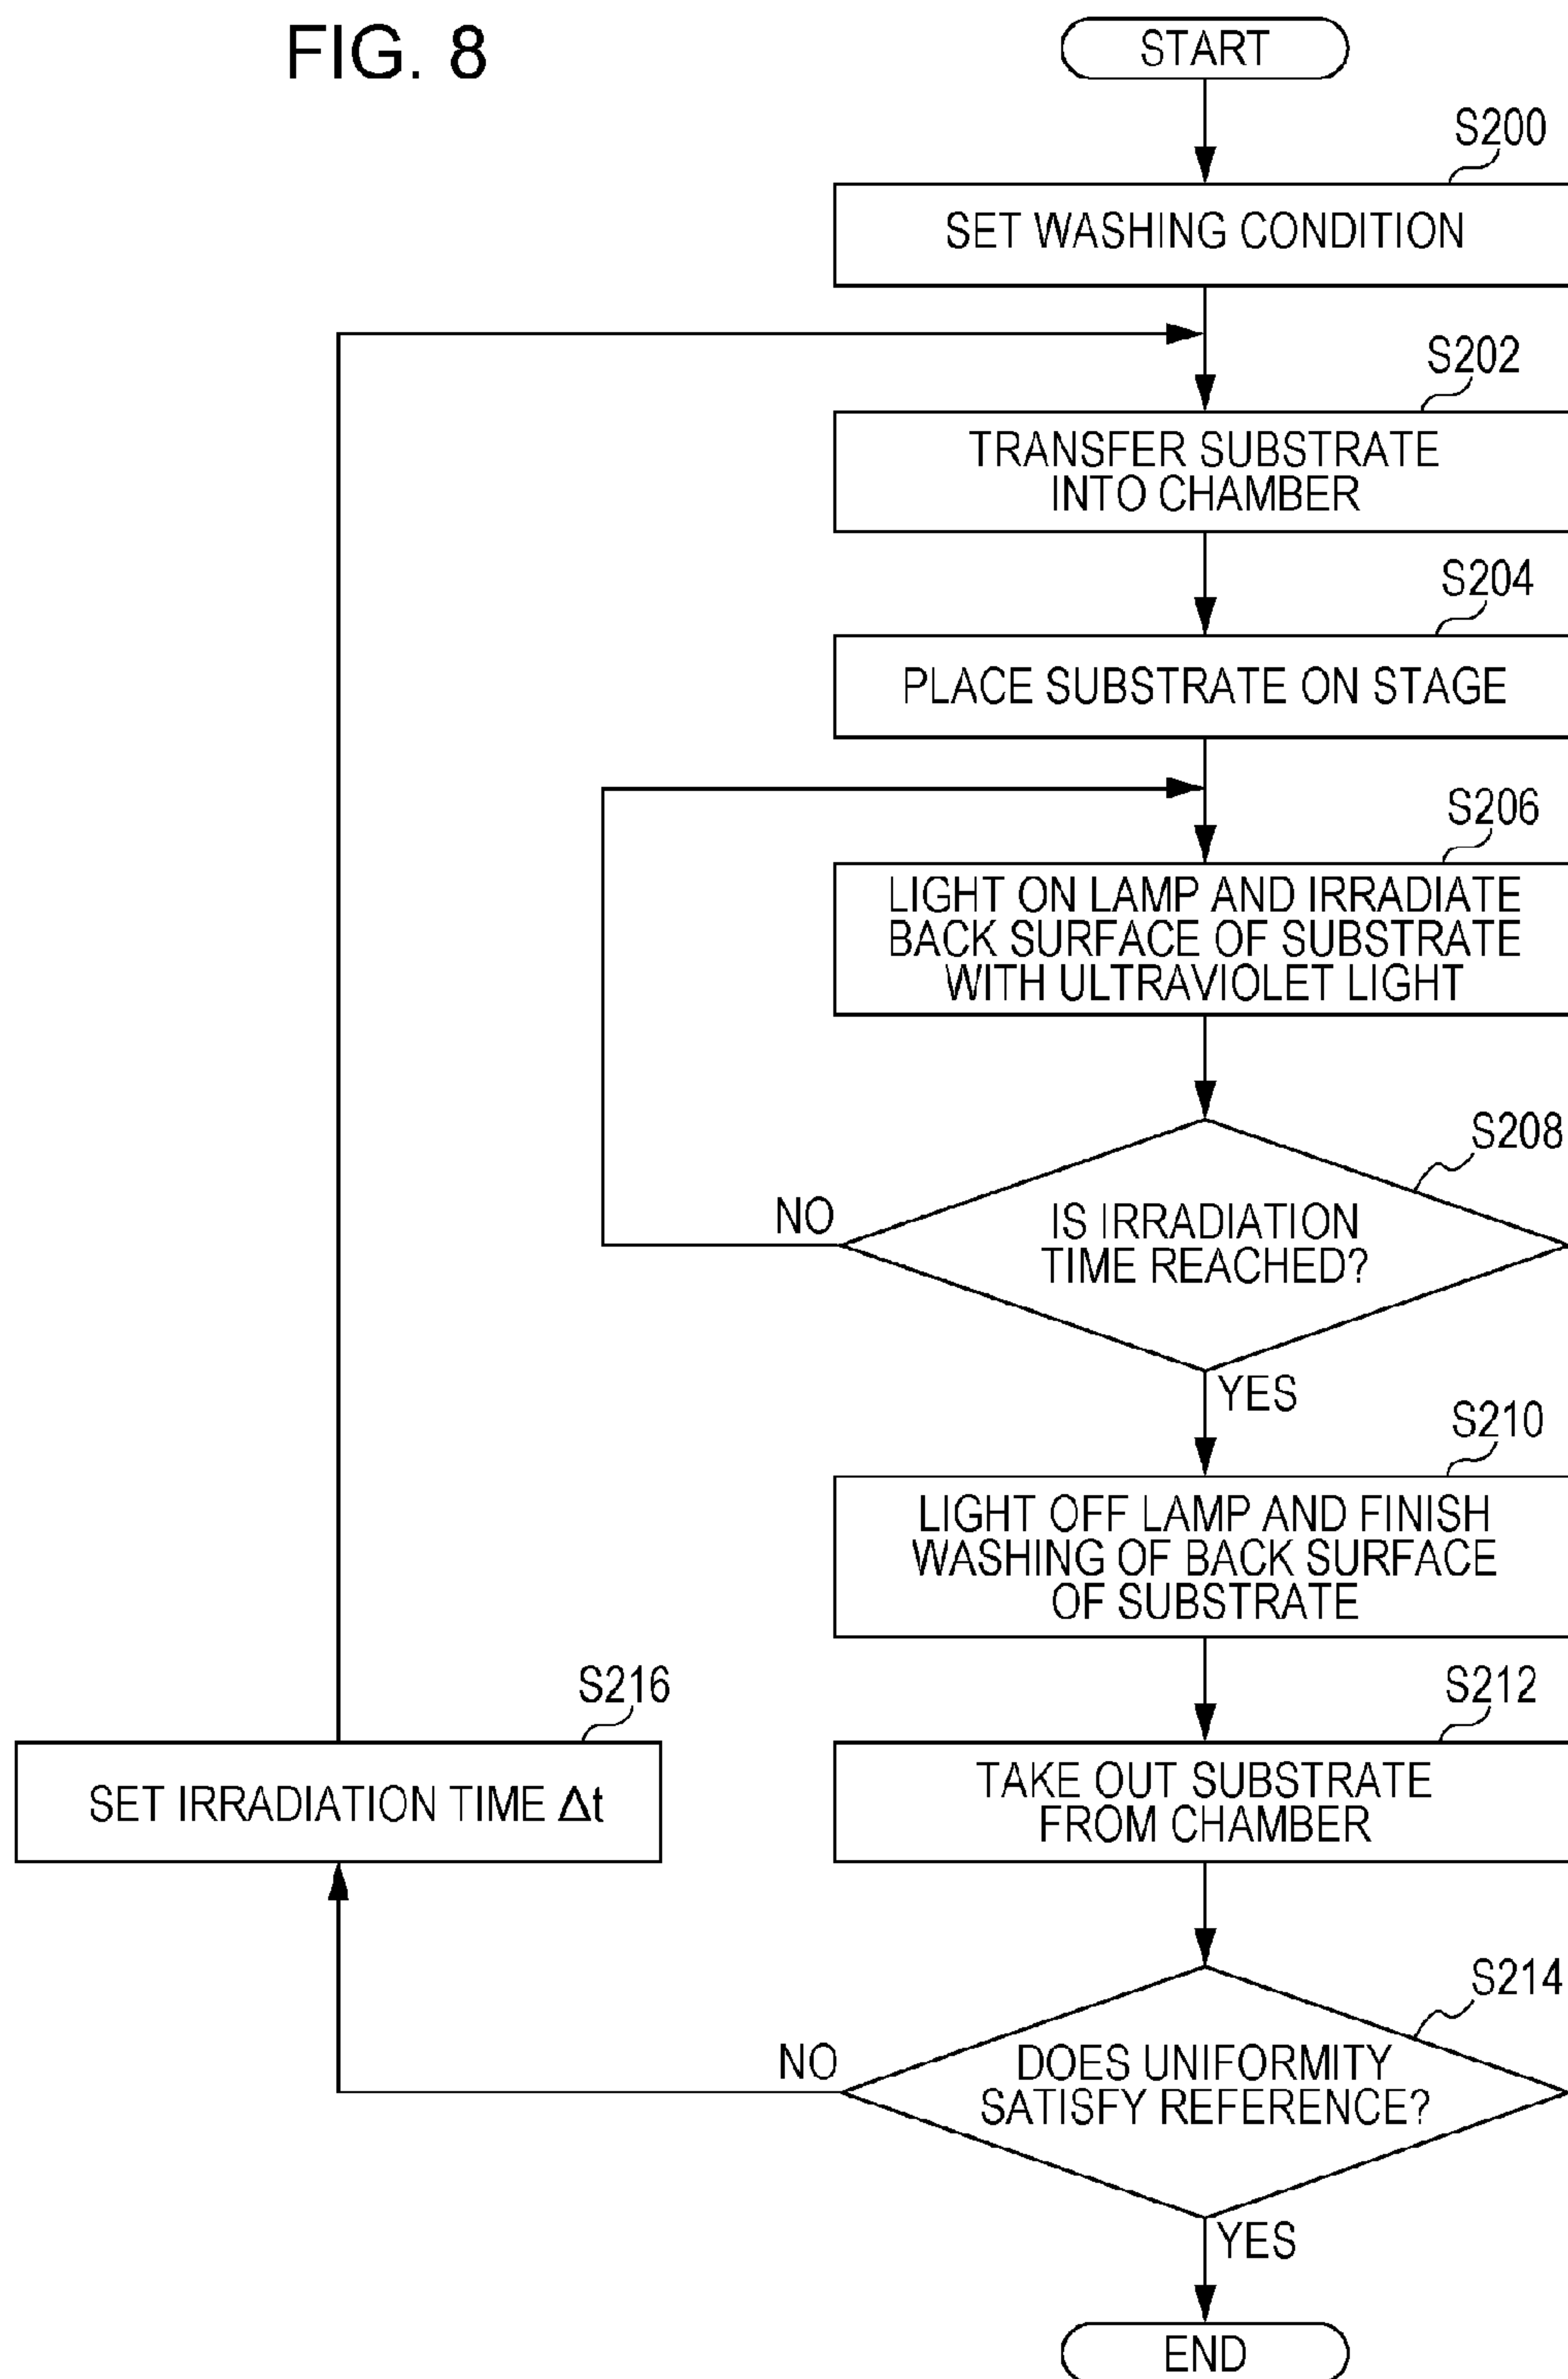 FIG. 8
START
S200
SET WASHING CONDITION
S202
TRANSFER SUBSTRATE
INTO CHAMBER
S204
PLACE SUBSTRATE ON STAGE
S206
LIGHT ON LAMP AND IRRADIATE
BACK SURFACE OF SUBSTRATE
WITH ULTRAVIOLET LIGHT
S208
NO
IS IRRADIATION
TIME REACHED?
YES
S210
LIGHT OFF LAMP AND FINISH
WASHING OF BACK SURFACE
OF SUBSTRATE
S216
SET IRRADIATION TIME Δt
S212
TAKE OUT SUBSTRATE
FROM CHAMBER
S214
NO
DOES UNIFORMITY
SATISFY REFERENCE?
YES
END